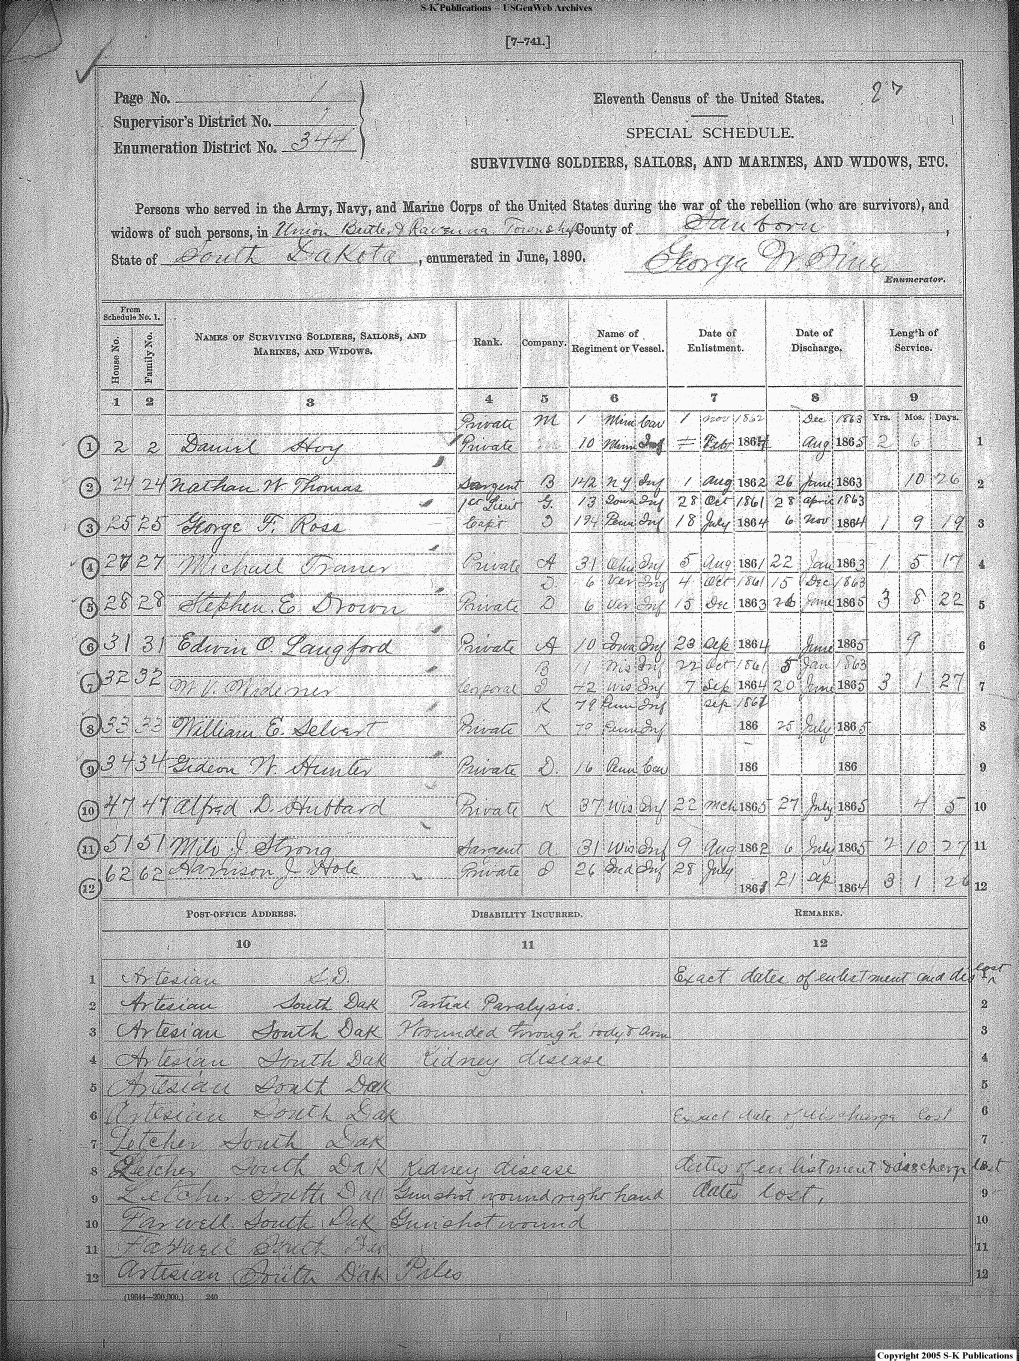 S-K Publications – USGenWeb Archives
[7–741.]
Page No. 1
Supervisor's District No. 1
Enumeration District No. 344
27
Eleventh Census of the United States.
SPECIAL SCHEDULE.
SURVIVING SOLDIERS, SAILORS, AND MARINES, AND WIDOWS, ETC.
Persons who served in the Army, Navy, and Marine Corps of the United States during the war of the rebellion (who are survivors), and
widows of such persons, in Union Butler & Ravenna Township County of Sanborn,
State of South Dakota, enumerated in June, 1890. George W
Enumerator.
From Schedule No. 1.
House No. Family No. Names of Surviving Soldiers, Sailors, and Marines, and Widows. Rank. Company. Name of Regiment or Vessel. Date of Enlistment. Date of Discharge. Length of Service.
1 2 3 4 5 6 7 8 9
Private M 1 Minn Cav 1 Nov 1862 Dec 1863 Yrs. Mos. Days.
1 2 2 Daniel Hoy Private 10 Minn Inf Feb 1864 Aug 1865 2 6 1
2 24 24 Nathan W Thomas Sargent B 142 N Y Inf 1 Aug 1862 26 June 1863 10 26 2
1st Lieut G. 13 Iowa Inf 28 Oct 1861 28 April 1863
3 25 25 George F. Ross Capt 194 Penn Inf 18 July 1864 6 Nov 1864 1 9 19 3
4 27 27 Michael Traner Private A 31 Ohio Inf 5 Aug 1861 22 Jan 1863 1 5 17 4
D. 6 Ver Inf 4 Oct 1861 15 Dec 1863
5 28 28 Stephen E. Drown Private D 6 Ver Inf 15 Dec 1863 26 June 1865 3 8 22 5
6 31 31 Edwin O. Langford Private A 10 Iowa Inf 23 Sep 1864 June 1865 9 6
B 11 Wis Inf 22 Oct 1861 5 Jan 1863
7 32 32 W. V. Widener Corporal I 42 Wis Inf 7 Sep 1864 20 June 1865 3 1 27 7
K 79 Penn Inf Sep 1861
8 33 33 William E. Selvert Private K 79 Penn Inf 186 25 July 1865 8
9 34 34 Gideon W. Hunter Private D. 16 Penn Cav 186 186 9
10 47 47 Alfred D. Hubbard Private K 37 Wis Inf 22 Mch 1865 27 July 1865 4 5 10
11 51 51 Milo J. Strong Sargent A 31 Wis Inf 9 Aug 1862 6 July 1865 2 10 27 11
12 62 62 Harrison J. Hole Private I 26 Ind Inf 28 July 1861 21 Sep 1864 3 1 26 12
Post-Office Address. Disability Incurred. Remarks.
10 11 12
1 Artesian S.D. Exact dates of enlistment and dis lost 1
2 Artesian South Dak Partial Paralysis. 2
3 Artesian South Dak Wounded through body & arm 3
4 Artesian South Dak Kidney disease 4
5 Artesian South Dak 5
6 Artesian South Dak Exact date of discharge lost 6
7 Letcher South Dak 7
8 Letcher South Dak Kidney disease dates of enlistment & discharge lost 8
9 Letcher South Dak Gunshot wound right hand dates lost. 9
10 Farwell South Dak Gunshot wound 10
11 Farwell South Dak 11
12 Artesian South Dak Piles 12
(19644—200,000.) 240
Copyright 2005 S-K Publications